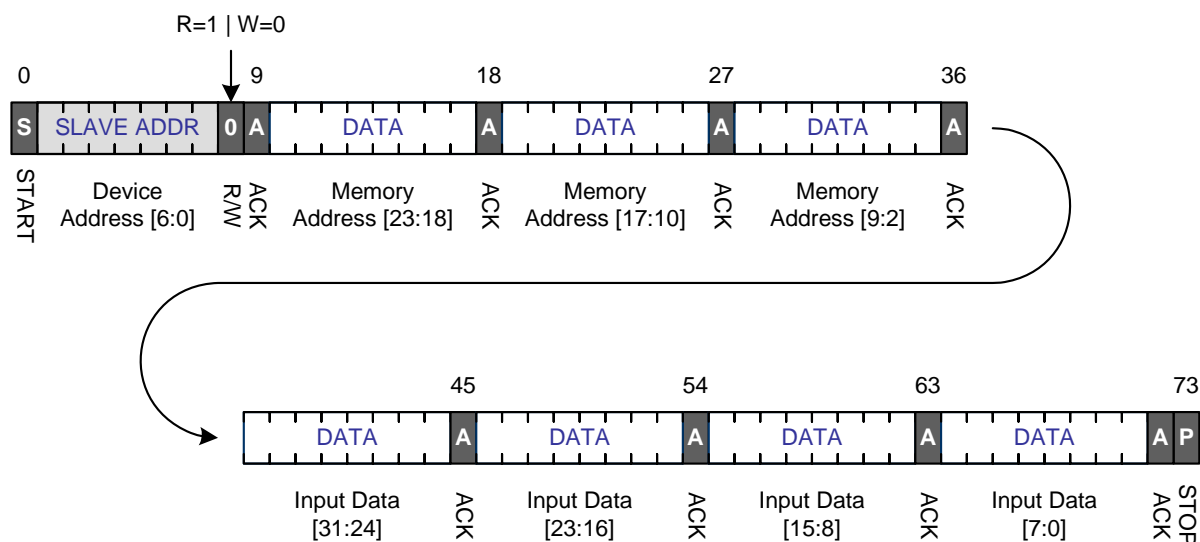 R=1 | W=0
0 9 18 27 36
S SLAVE ADDR 0 A DATA A DATA A DATA A
START Device Address [6:0] R/W ACK Memory Address [23:18] ACK Memory Address [17:10] ACK Memory Address [9:2] ACK
45 54 63 73
DATA A DATA A DATA A DATA A P
Input Data [31:24] ACK Input Data [23:16] ACK Input Data [15:8] ACK Input Data [7:0] ACK STOP